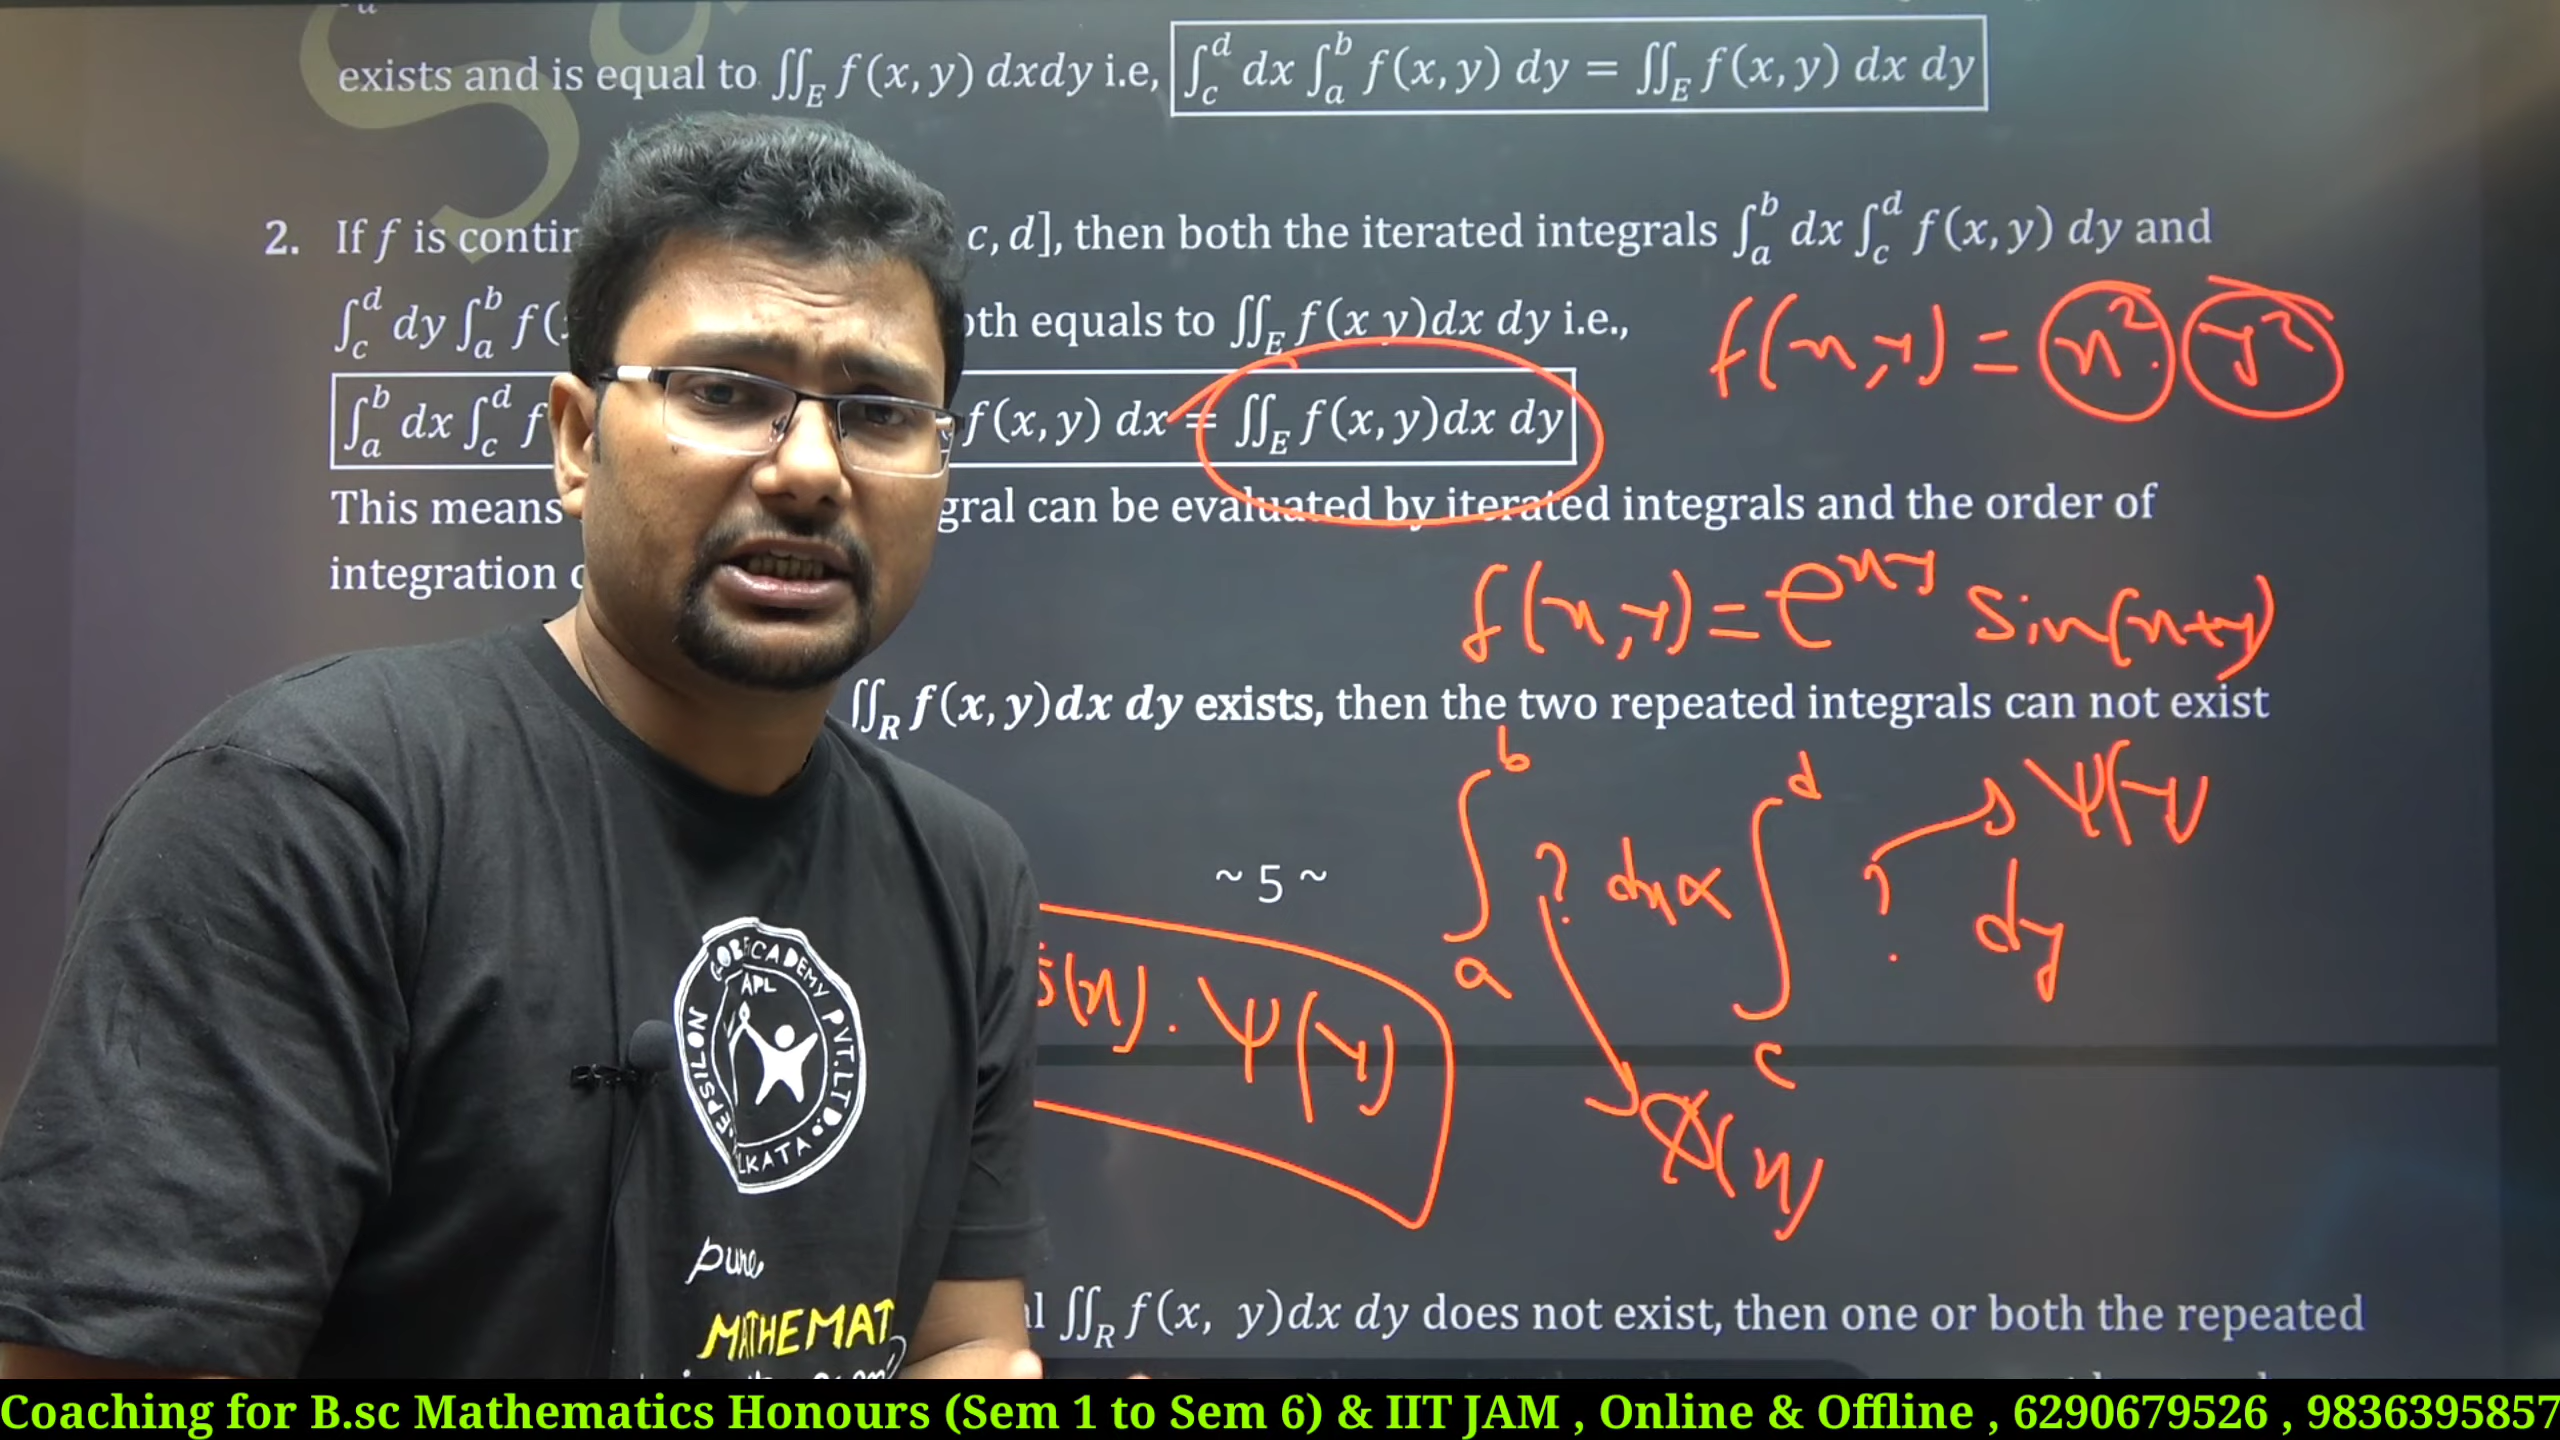 exists and is equal to ∬_E f(x, y) dxdy i.e, ∫_c^d dx ∫_a^b f(x, y) dy = ∬_E f(x, y) dx dy
2. If f is c, d], then both the iterated integrals ∫_a^b dx ∫_c^d f(x, y) dy and
∫_c^d dy ∫_a^b equals to ∬_E f(x y)dx dy i.e.,
f(x,y) = x² . y²
∫_a^b dx ∫_c^d f f(x, y) dx = ∬_E f(x, y)dx dy
This means can be evaluated by iterated integrals and the order of
integration
f(x,y) = e^{xy} sin(x+y)
∬_R f(x, y)dx dy exists, then the two repeated integrals can not exist
∫_a^b ? dx × ∫_c^d ? dy
ψ(y)
~ 5 ~
(x) . ψ(y)
φ(x)
∬_R f(x, y)dx dy does not exist, then one or both the repeated
EPSILON ACADEMY PVT.LTD.
APL
pure
MATHEMAT
Coaching for B.sc Mathematics Honours (Sem 1 to Sem 6) & IIT JAM , Online & Offline , 6290679526 , 9836395857